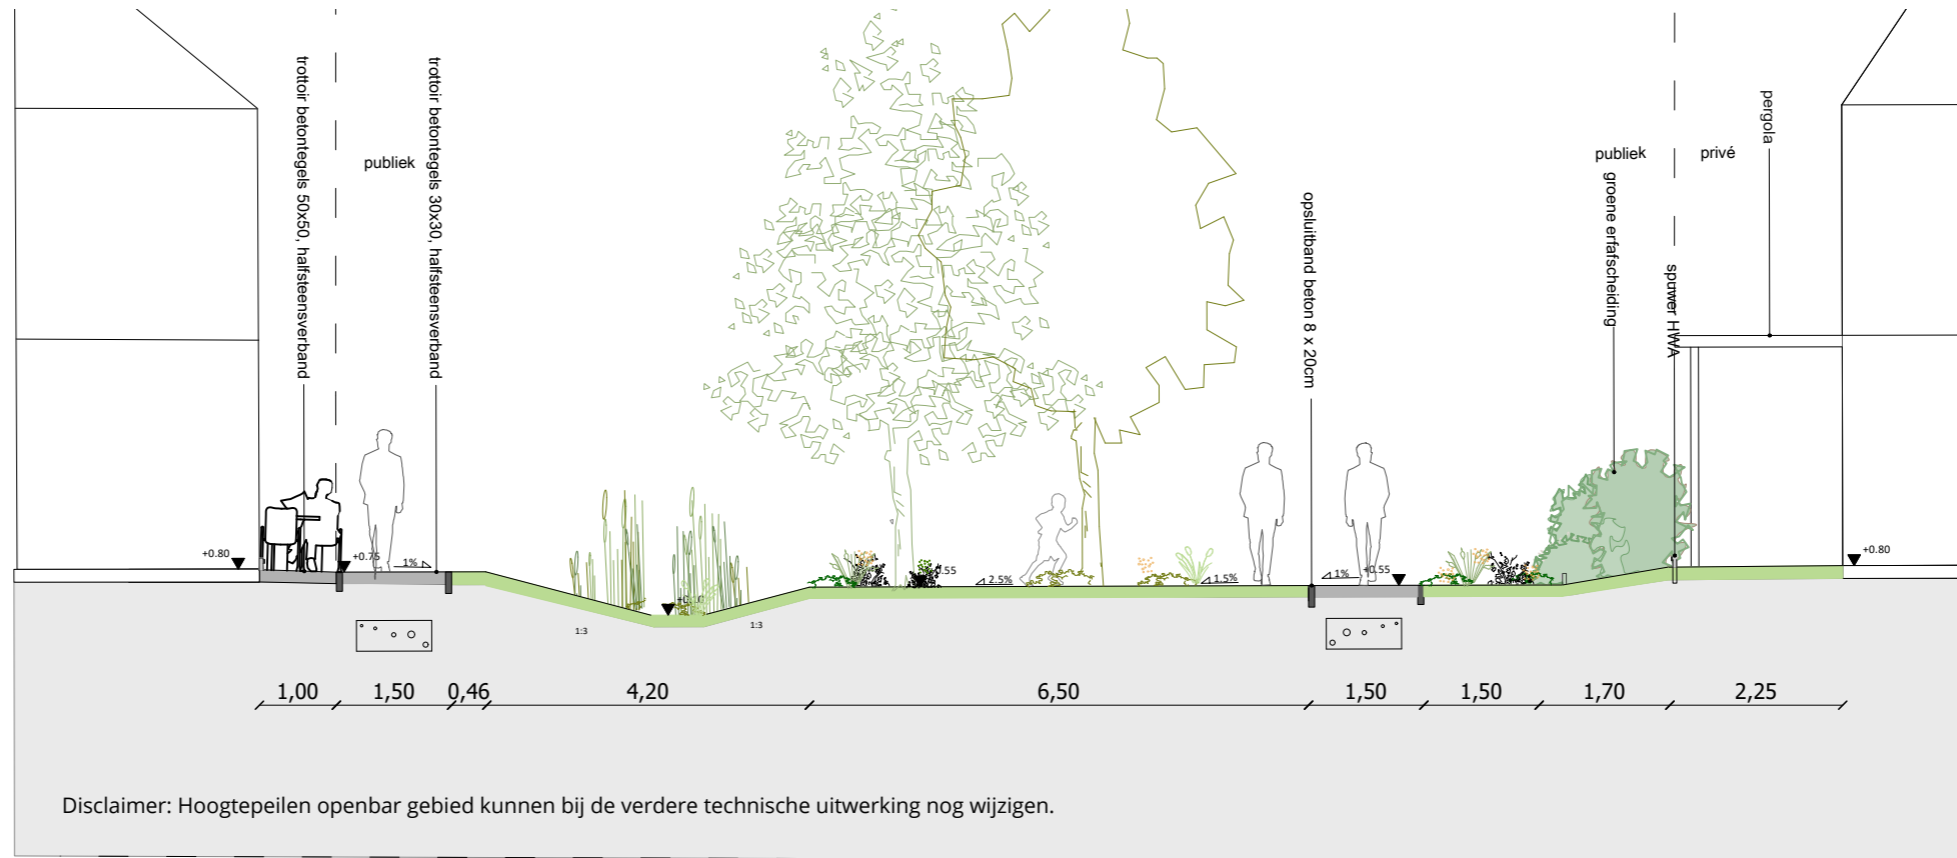 trottoir betontegels 50x50, halfsteensverband
publiek
trottoir betontegels 30x30, halfsteensverband
opsluitband beton 8 x 20cm
publiek
groene erfafscheiding
spuwer HWA
privé
pergola
+0.80
+0.75
1%
2.5%
1.5%
1%
+0.55
+0.80
1:3
1:3
1,00
1,50
0,46
4,20
6,50
1,50
1,50
1,70
2,25
Disclaimer: Hoogtepeilen openbar gebied kunnen bij de verdere technische uitwerking nog wijzigen.